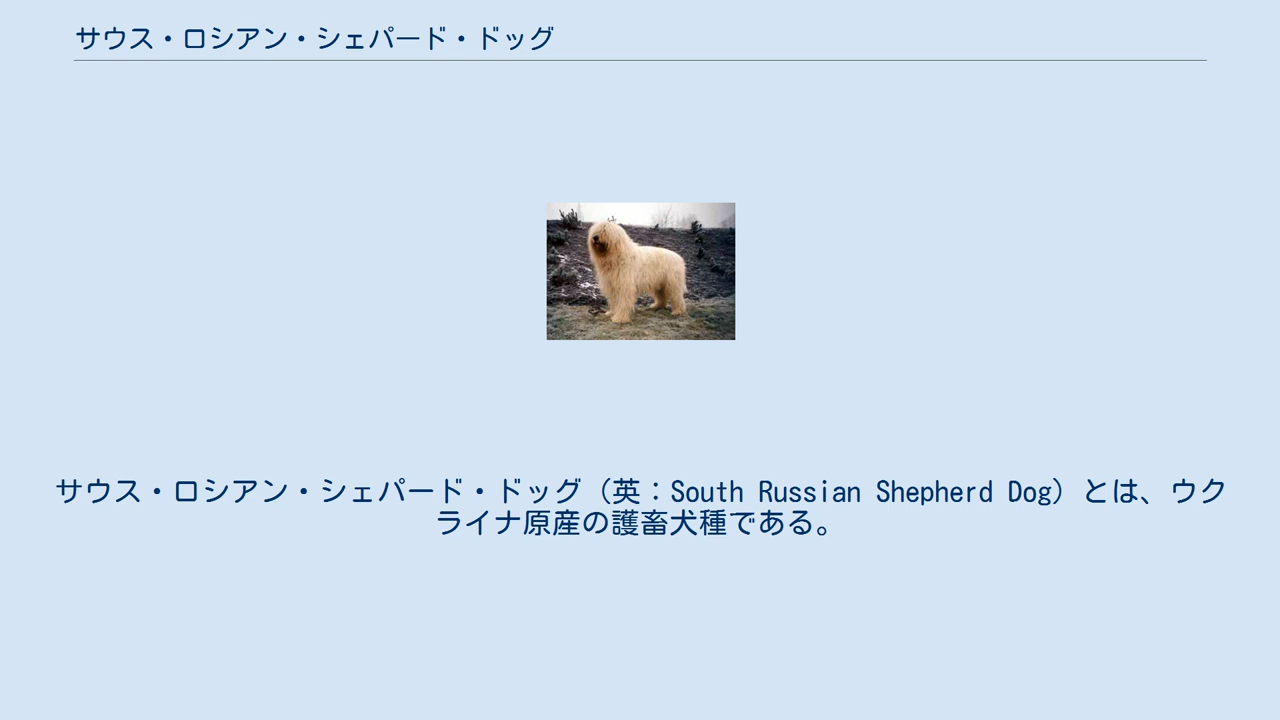 サウス・ロシアン・シェパード・ドッグ
サウス・ロシアン・シェパード・ドッグ（英：South Russian Shepherd Dog）とは、ウク
ライナ原産の護畜犬種である。